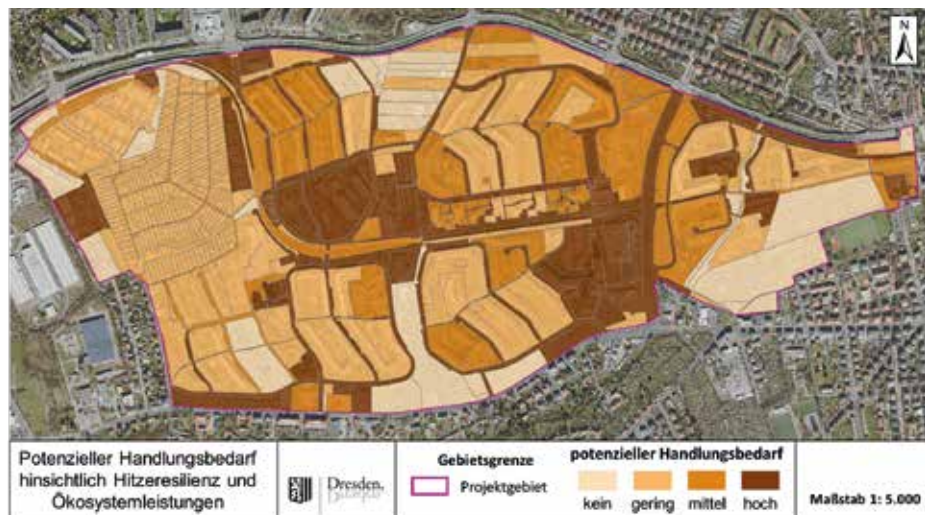 N
Potenzieller Handlungsbedarf
hinsichtlich Hitzeresilienz und
Ökosystemleistungen
Dresden.
Gebietsgrenze
Projektgebiet
potenzieller Handlungsbedarf
kein gering mittel hoch
Maßstab 1: 5.000